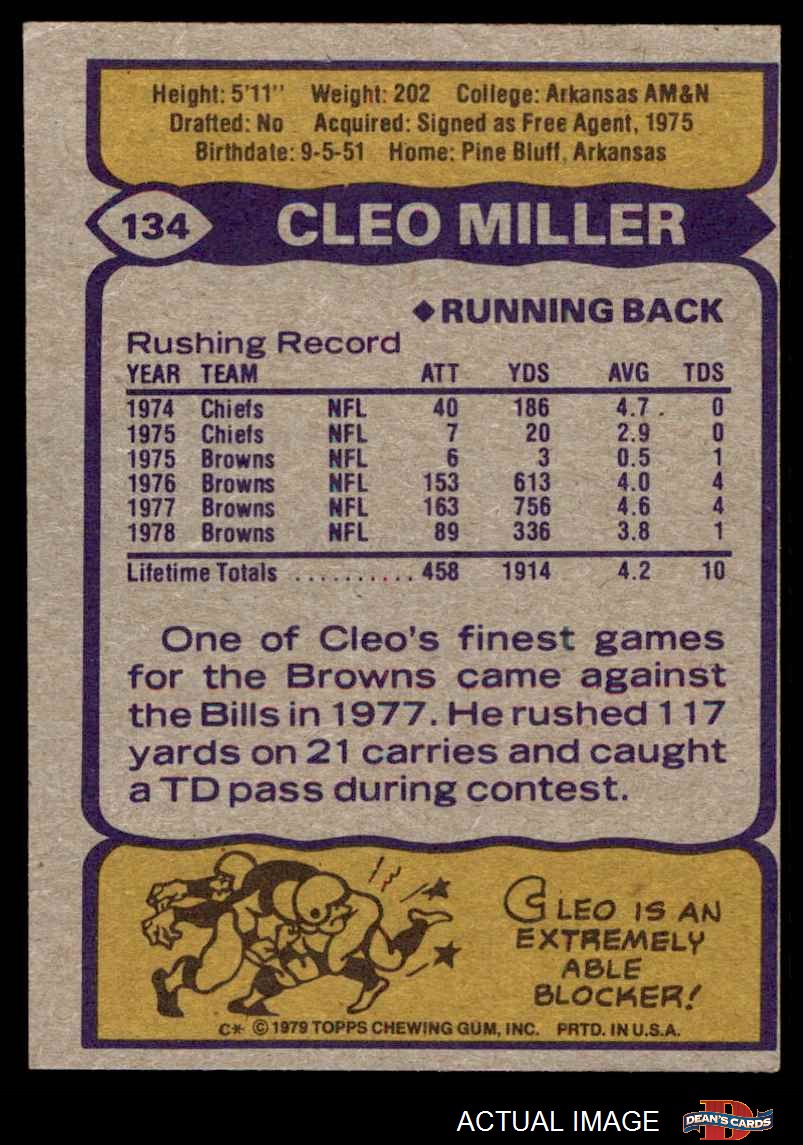 Height: 5'11" Weight: 202 College: Arkansas AM&N
Drafted: No Acquired: Signed as Free Agent, 1975
Birthdate: 9-5-51 Home: Pine Bluff, Arkansas
134 CLEO MILLER
◆RUNNING BACK
Rushing Record
YEAR TEAM ATT YDS AVG TDS
1974 Chiefs NFL 40 186 4.7 0
1975 Chiefs NFL 7 20 2.9 0
1975 Browns NFL 6 3 0.5 1
1976 Browns NFL 153 613 4.0 4
1977 Browns NFL 163 756 4.6 4
1978 Browns NFL 89 336 3.8 1
Lifetime Totals .......... 458 1914 4.2 10
One of Cleo's finest games
for the Browns came against
the Bills in 1977. He rushed 117
yards on 21 carries and caught
a TD pass during contest.
CLEO IS AN
EXTREMELY
ABLE
BLOCKER!
C* © 1979 TOPPS CHEWING GUM, INC. PRTD. IN U.S.A.
ACTUAL IMAGE
D
DEAN'S CARDS